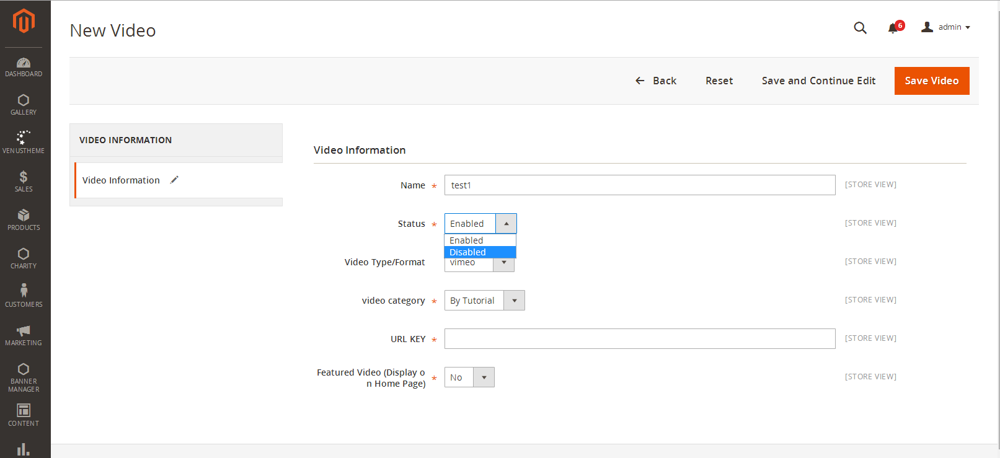 New Video
6
admin
DASHBOARD
GALLERY
VENUSTHEME
SALES
PRODUCTS
CHARITY
CUSTOMERS
MARKETING
BANNER
MANAGER
CONTENT
Back
Reset
Save and Continue Edit
Save Video
VIDEO INFORMATION
Video Information
Video Information
Name * test1 [STORE VIEW]
Status * Enabled [STORE VIEW]
Enabled
Disabled
Video Type/Format vimeo [STORE VIEW]
video category * By Tutorial [STORE VIEW]
URL KEY * [STORE VIEW]
Featured Video (Display o
n Home Page) * No [STORE VIEW]